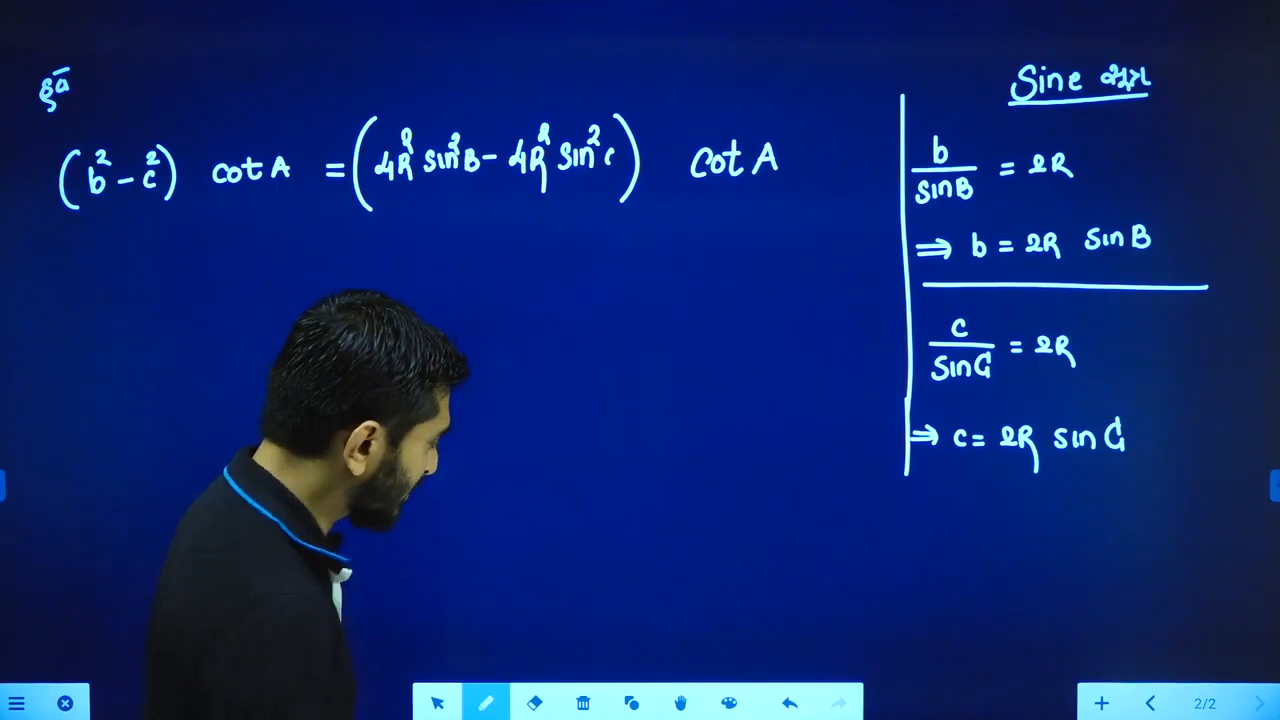 (b² - c²) cot A = (4R² sin²B - 4R² sin²C) cot A
Sine
b/sinB = 2R
⇒ b = 2R sin B
c/sinC = 2R
⇒ c = 2R sin C
2/2